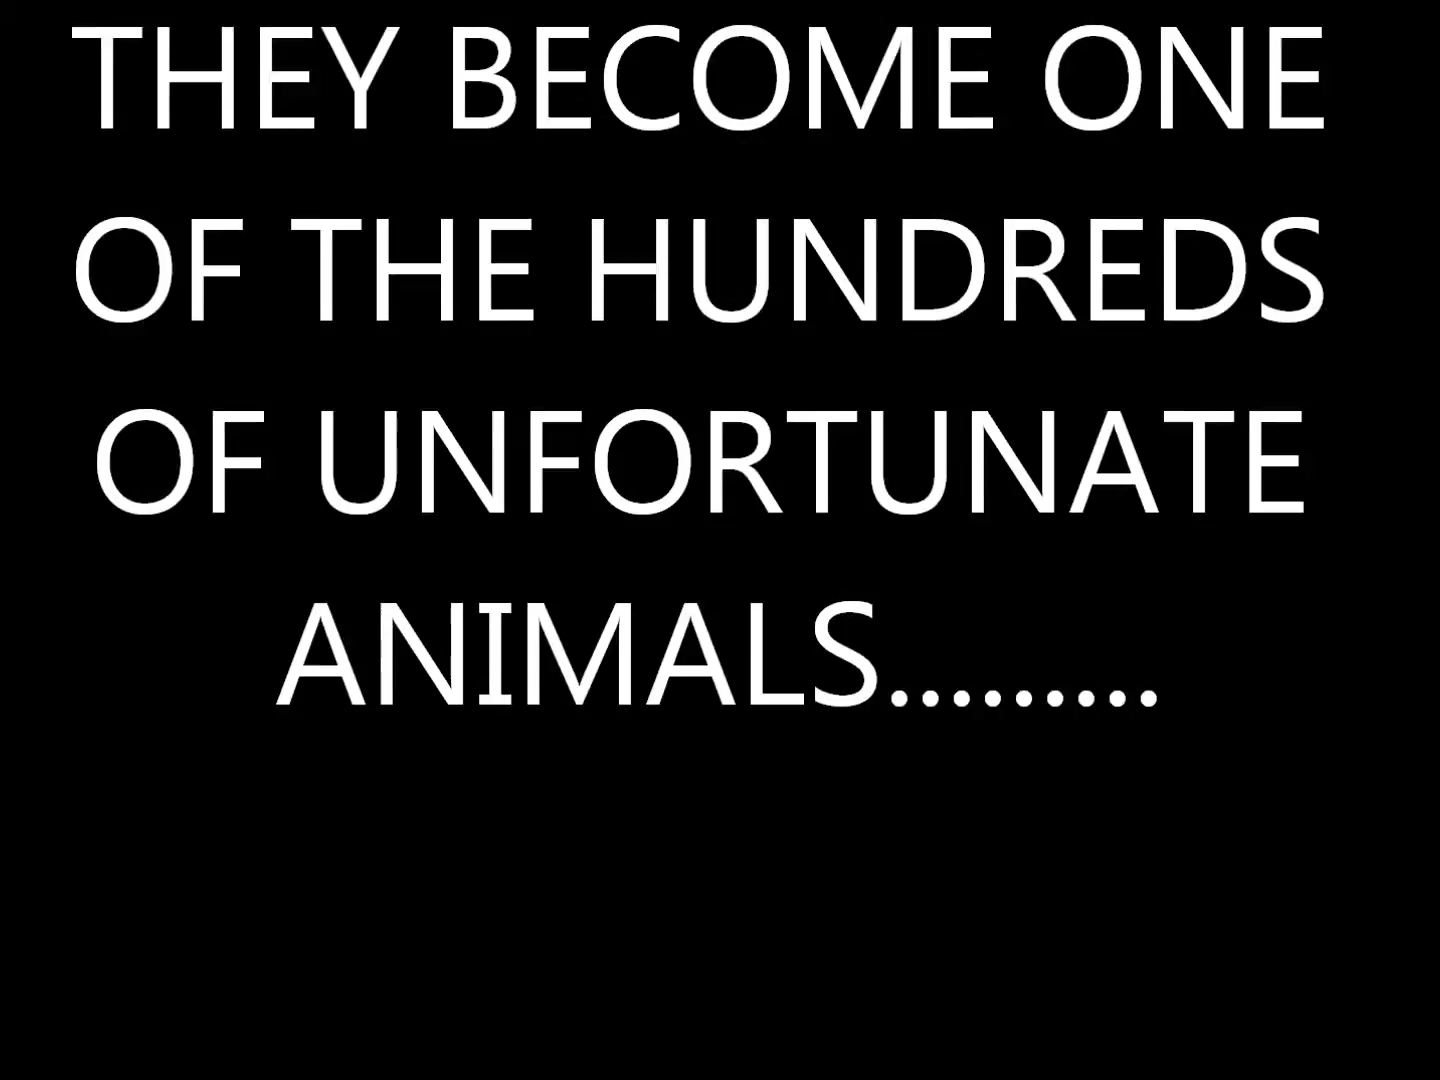 THEY BECOME ONE
OF THE HUNDREDS
OF UNFORTUNATE
ANIMALS.........